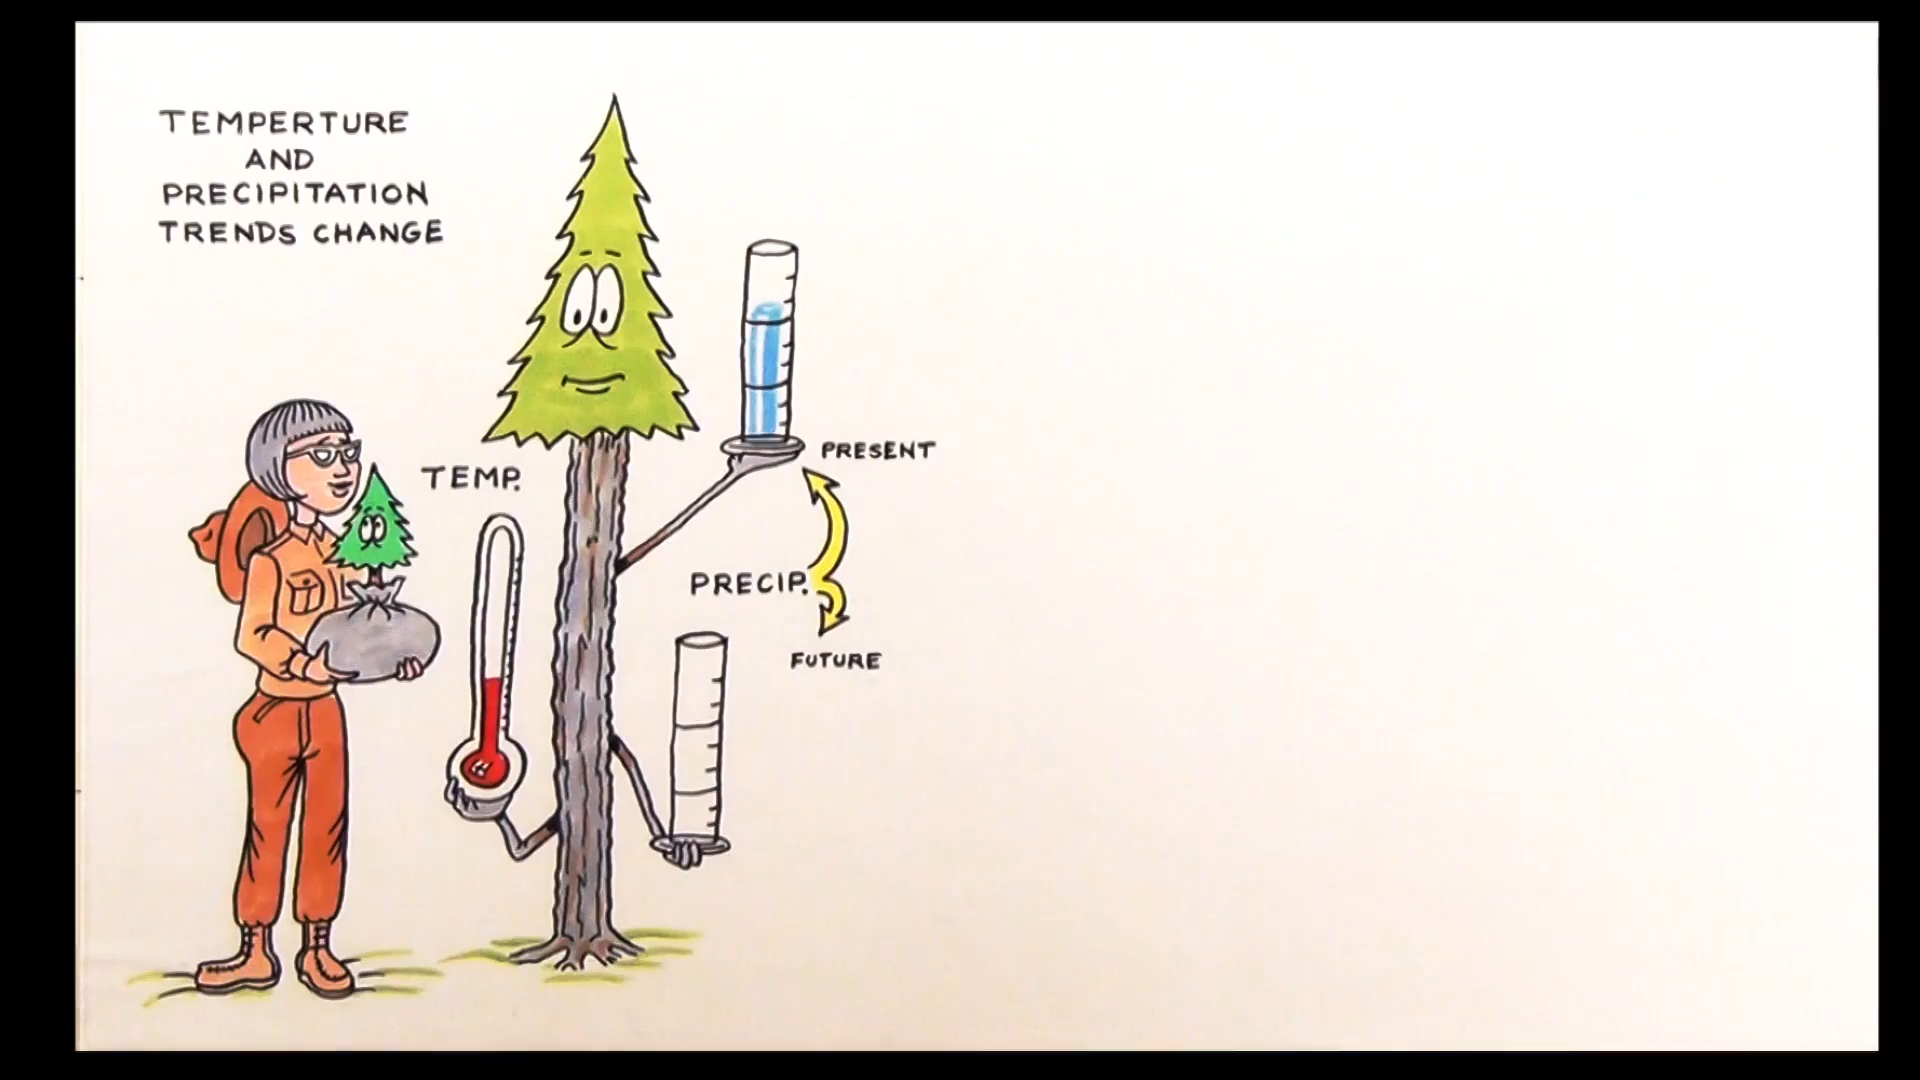 TEMPERTURE
AND
PRECIPITATION
TRENDS CHANGE
TEMP.
PRESENT
PRECIP.
FUTURE